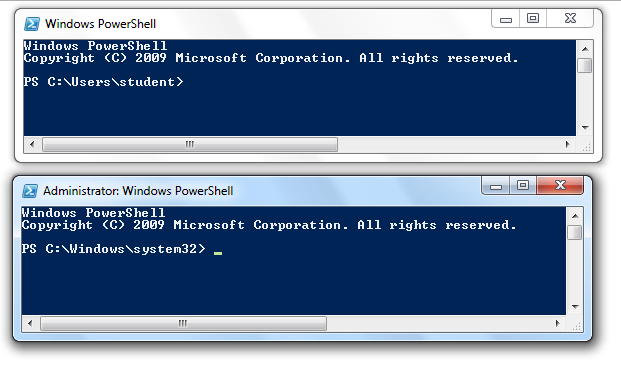 Windows PowerShell
Windows PowerShell
Copyright (C) 2009 Microsoft Corporation. All rights reserved.
PS C:\Users\student>
Administrator: Windows PowerShell
Windows PowerShell
Copyright (C) 2009 Microsoft Corporation. All rights reserved.
PS C:\Windows\system32> _